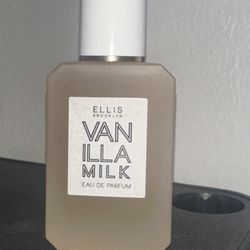 ELLIS
BROOKLYN
VAN
ILLA
MILK
EAU DE PARFUM